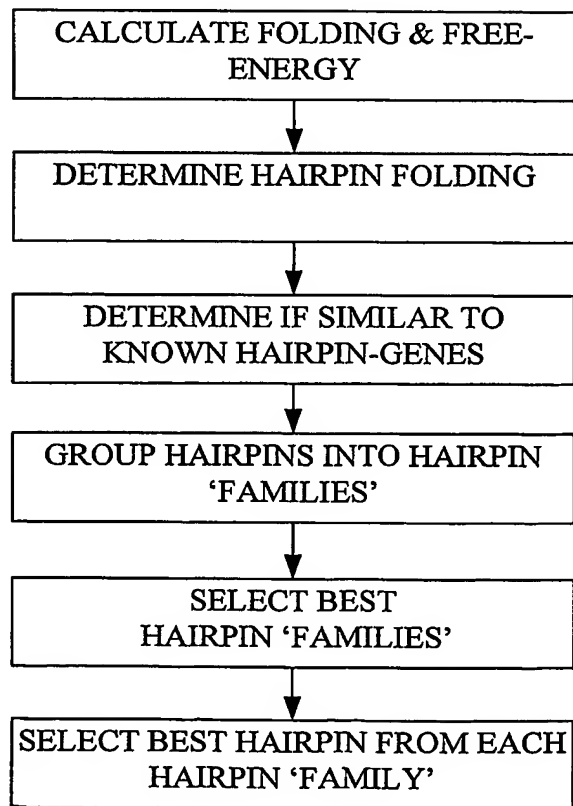 CALCULATE FOLDING & FREE-
ENERGY
DETERMINE HAIRPIN FOLDING
DETERMINE IF SIMILAR TO
KNOWN HAIRPIN-GENES
GROUP HAIRPINS INTO HAIRPIN
‘FAMILIES’
SELECT BEST
HAIRPIN ‘FAMILIES’
SELECT BEST HAIRPIN FROM EACH
HAIRPIN ‘FAMILY’